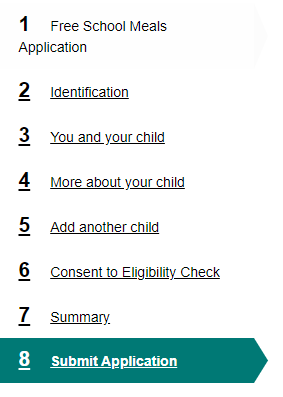 1 Free School Meals
Application
2 Identification
3 You and your child
4 More about your child
5 Add another child
6 Consent to Eligibility Check
7 Summary
8 Submit Application